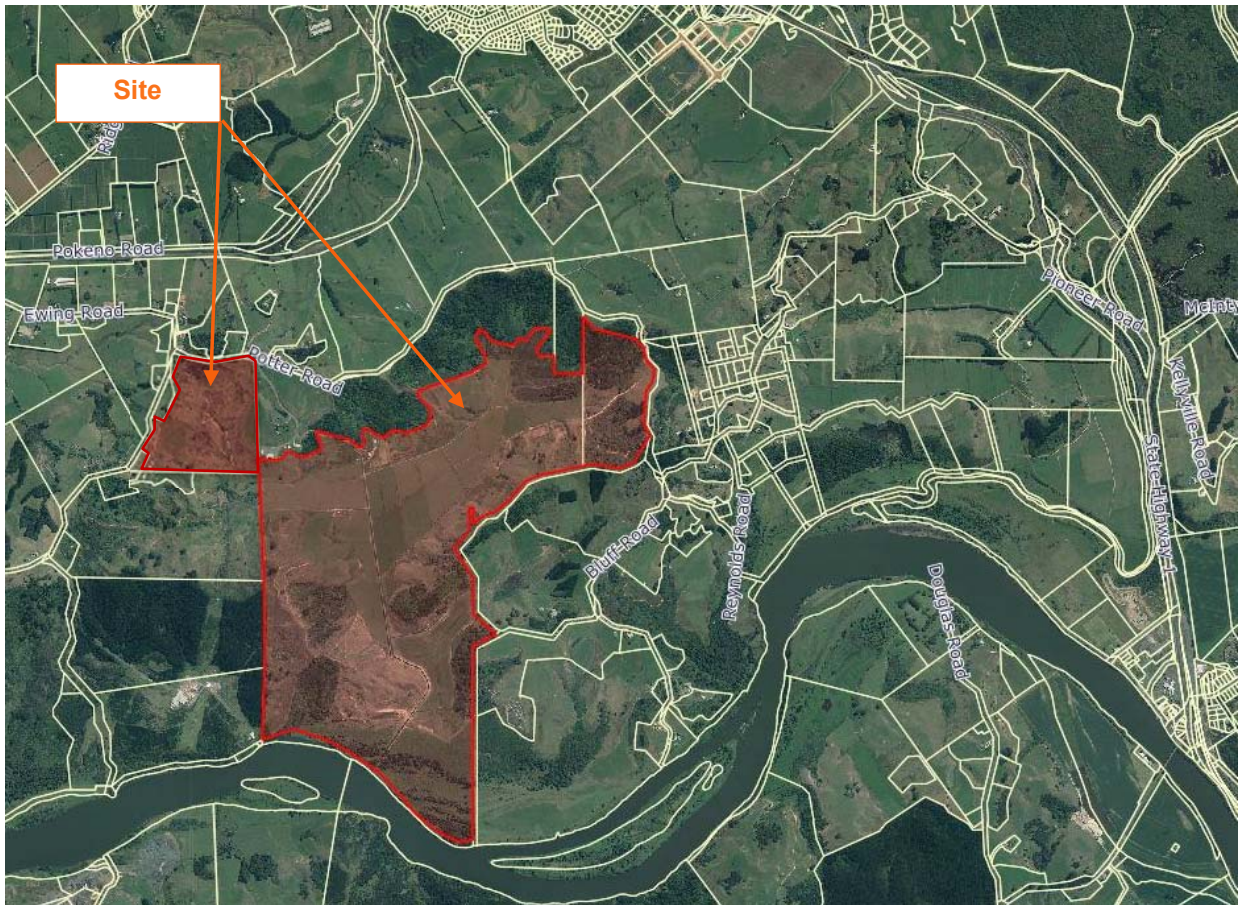 Site
Pokeno Road
Ewing Road
Potter Road
Pioneer Road
Kellyville Road
State Highway 1
Bluff Road
Reynolds Road
Douglas Road